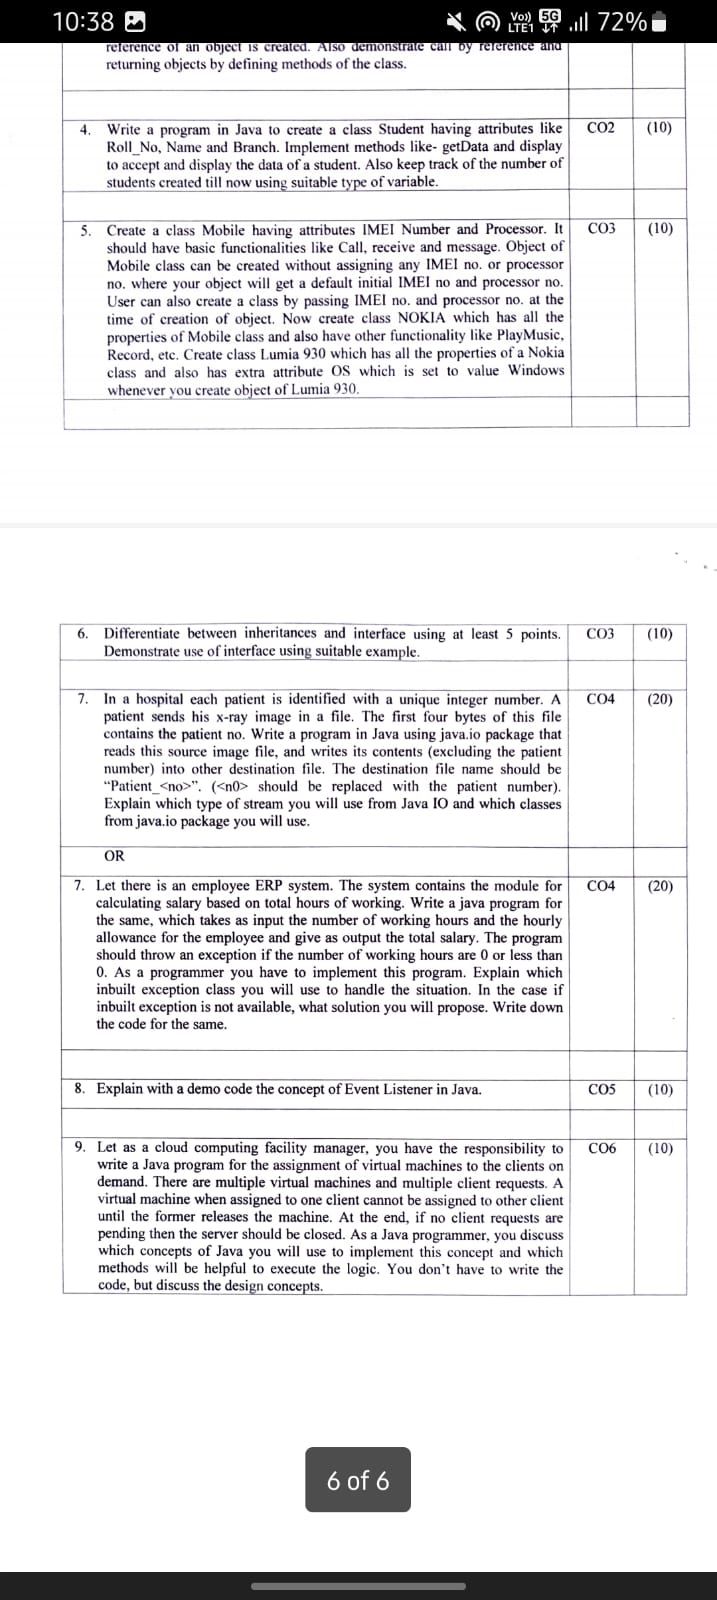 10:38
Vo)) 5G
LTE1
72%
reference of an object is created. Also demonstrate call by reference and
returning objects by defining methods of the class.
4. Write a program in Java to create a class Student having attributes like CO2 (10)
Roll_No, Name and Branch. Implement methods like- getData and display
to accept and display the data of a student. Also keep track of the number of
students created till now using suitable type of variable.
5. Create a class Mobile having attributes IMEI Number and Processor. It CO3 (10)
should have basic functionalities like Call, receive and message. Object of
Mobile class can be created without assigning any IMEI no. or processor
no. where your object will get a default initial IMEI no and processor no.
User can also create a class by passing IMEI no. and processor no. at the
time of creation of object. Now create class NOKIA which has all the
properties of Mobile class and also have other functionality like PlayMusic,
Record, etc. Create class Lumia 930 which has all the properties of a Nokia
class and also has extra attribute OS which is set to value Windows
whenever you create object of Lumia 930.
6. Differentiate between inheritances and interface using at least 5 points. CO3 (10)
Demonstrate use of interface using suitable example.
7. In a hospital each patient is identified with a unique integer number. A CO4 (20)
patient sends his x-ray image in a file. The first four bytes of this file
contains the patient no. Write a program in Java using java.io package that
reads this source image file, and writes its contents (excluding the patient
number) into other destination file. The destination file name should be
“Patient_<no>”. (<n0> should be replaced with the patient number).
Explain which type of stream you will use from Java IO and which classes
from java.io package you will use.
OR
7. Let there is an employee ERP system. The system contains the module for CO4 (20)
calculating salary based on total hours of working. Write a java program for
the same, which takes as input the number of working hours and the hourly
allowance for the employee and give as output the total salary. The program
should throw an exception if the number of working hours are 0 or less than
0. As a programmer you have to implement this program. Explain which
inbuilt exception class you will use to handle the situation. In the case if
inbuilt exception is not available, what solution you will propose. Write down
the code for the same.
8. Explain with a demo code the concept of Event Listener in Java. CO5 (10)
9. Let as a cloud computing facility manager, you have the responsibility to CO6 (10)
write a Java program for the assignment of virtual machines to the clients on
demand. There are multiple virtual machines and multiple client requests. A
virtual machine when assigned to one client cannot be assigned to other client
until the former releases the machine. At the end, if no client requests are
pending then the server should be closed. As a Java programmer, you discuss
which concepts of Java you will use to implement this concept and which
methods will be helpful to execute the logic. You don’t have to write the
code, but discuss the design concepts.
6 of 6